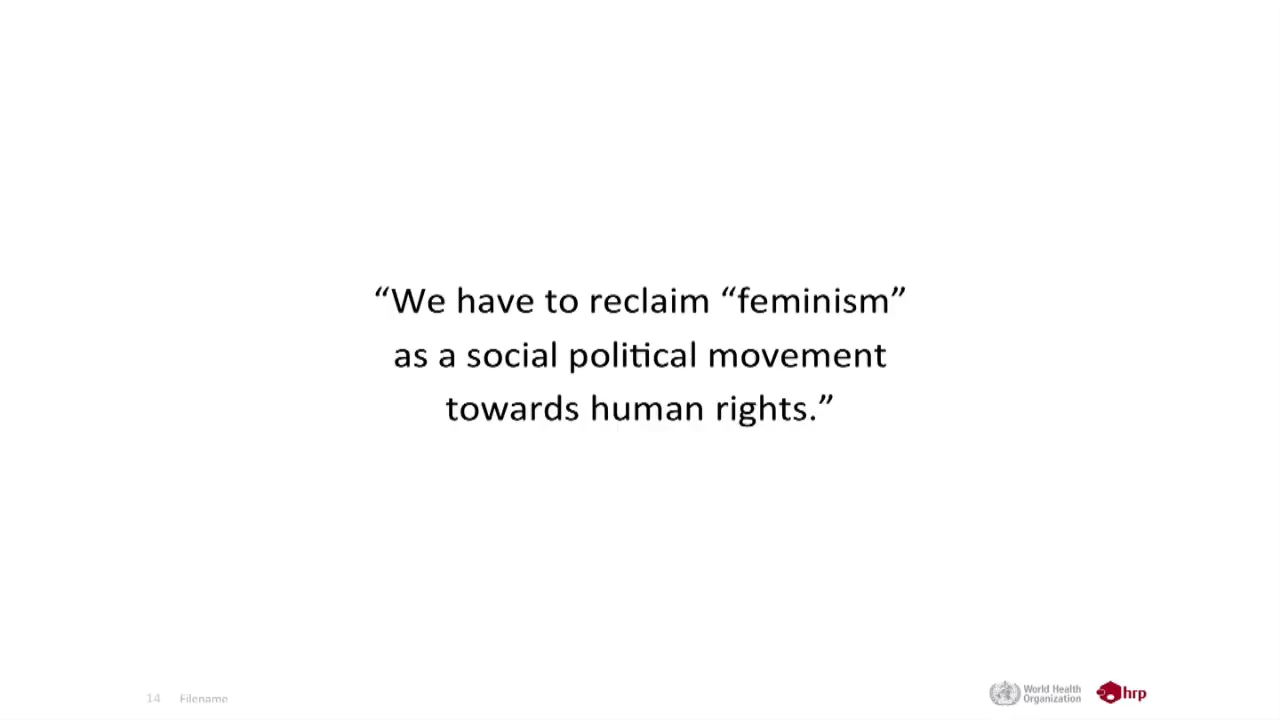 “We have to reclaim “feminism”
as a social political movement
towards human rights.”
14 Filename
World Health
Organization
hrp